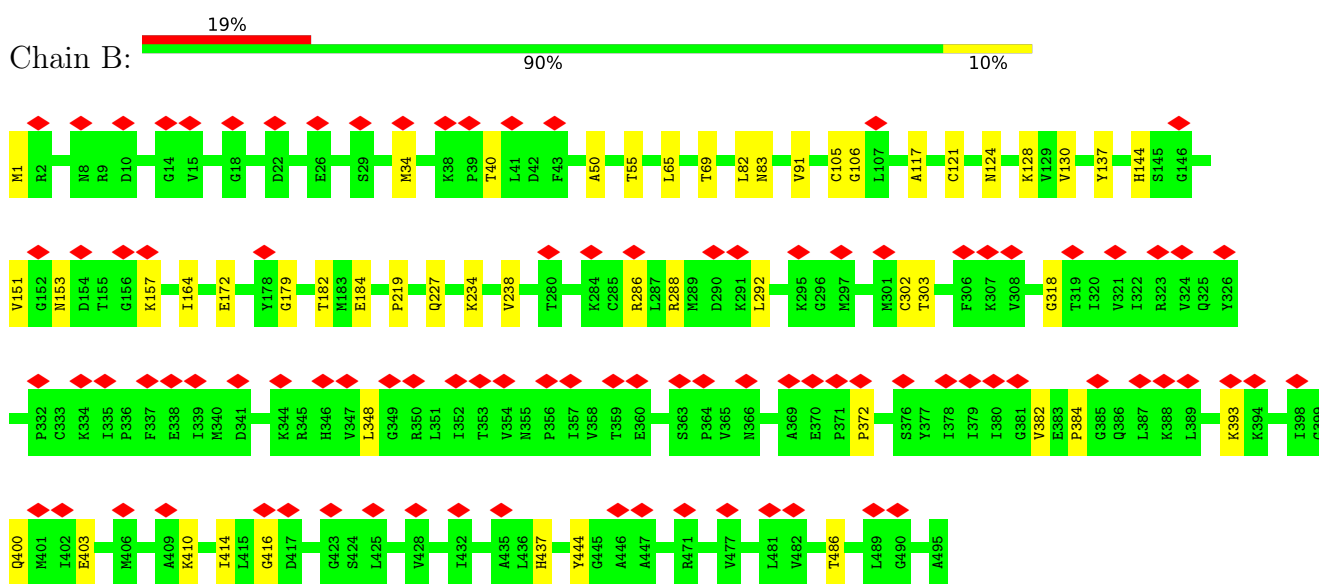 19%
Chain B:
90% 10%
M1 R2 N8 R9 D10 G14 V15 G18 D22 E26 S29 M34 K38 P39 T40 L41 D42 F43 A50 T55 L65 T69 L82 N83 V91 C105 G106 L107 A117 C121 N124 K128 V129 V130 Y137 H144 S145 G146
V151 G152 N153 D154 T155 G156 K157 I164 E172 Y178 G179 T182 M183 E184 P219 Q227 K234 V238 T280 K284 C285 R286 L287 R288 M289 D290 K291 L292 K295 G296 M297 M301 C302 T303 F306 K307 V308 G318 T319 I320 V321 I322 R323 V324 Q325 Y326
P332 C333 K334 I335 P336 F337 E338 I339 M340 D341 K344 R345 H346 V347 L348 G349 R350 L351 I352 T353 V354 N355 P356 I357 V358 T359 E360 S363 P364 V365 N366 A369 E370 P371 P372 S376 Y377 I378 I379 I380 G381 V382 E383 P384 G385 Q386 L387 K388 L389 K393 K394 I398
Q400 M401 I402 E403 M406 A409 K410 I414 L415 G416 D417 G423 S424 L425 V428 I432 A435 L436 H437 Y444 G445 A446 A447 R471 V477 L481 V482 T486 L489 G490 A495